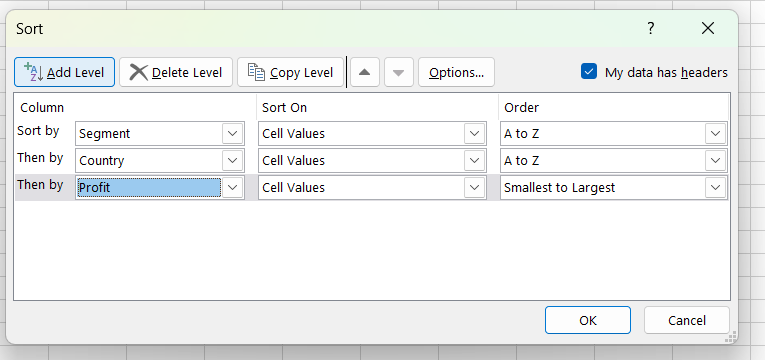 Sort ?
Add Level Delete Level Copy Level Options... My data has headers
Column Sort On Order
Sort by Segment Cell Values A to Z
Then by Country Cell Values A to Z
Then by Profit Cell Values Smallest to Largest
OK Cancel